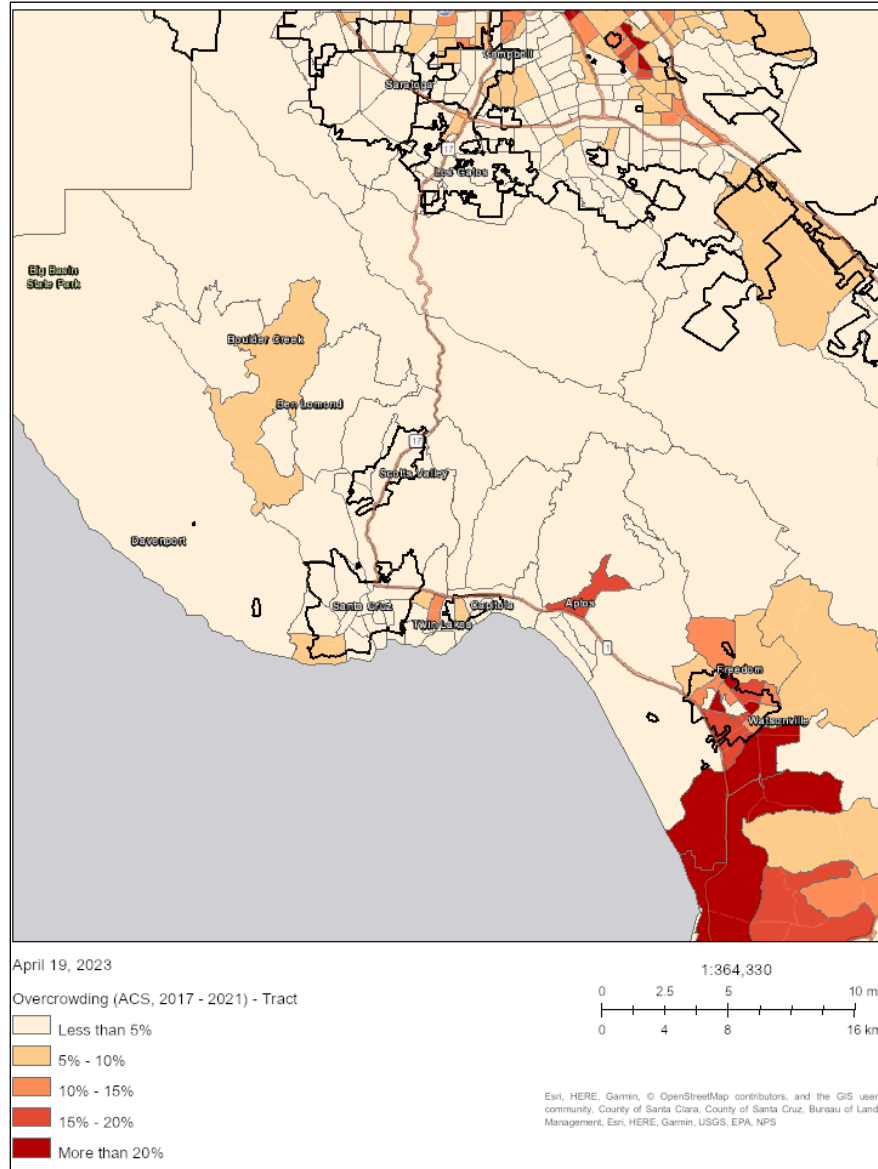 Campbell
Saratoga
17
Los Gatos
Big Basin
State Park
Boulder Creek
Ben Lomond
17
Scotts Valley
Davenport
Santa Cruz
Capitola
Twin Lakes
Aptos
1
Freedom
Watsonville
April 19, 2023
Overcrowding (ACS, 2017 - 2021) - Tract
Less than 5%
5% - 10%
10% - 15%
15% - 20%
More than 20%
1:364,330
0 2.5 5 10 m
0 4 8 16 km
Esri, HERE, Garmin, © OpenStreetMap contributors, and the GIS user
community, County of Santa Clara, County of Santa Cruz, Bureau of Land
Management, Esri, HERE, Garmin, USGS, EPA, NPS